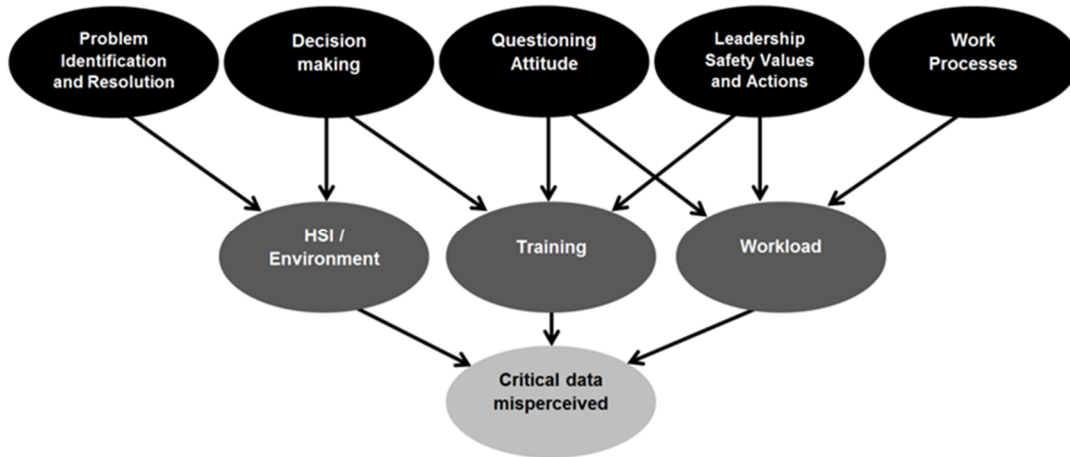 Problem
Identification
and Resolution
Decision
making
Questioning
Attitude
Leadership
Safety Values
and Actions
Work
Processes
HSI /
Environment
Training
Workload
Critical data
misperceived